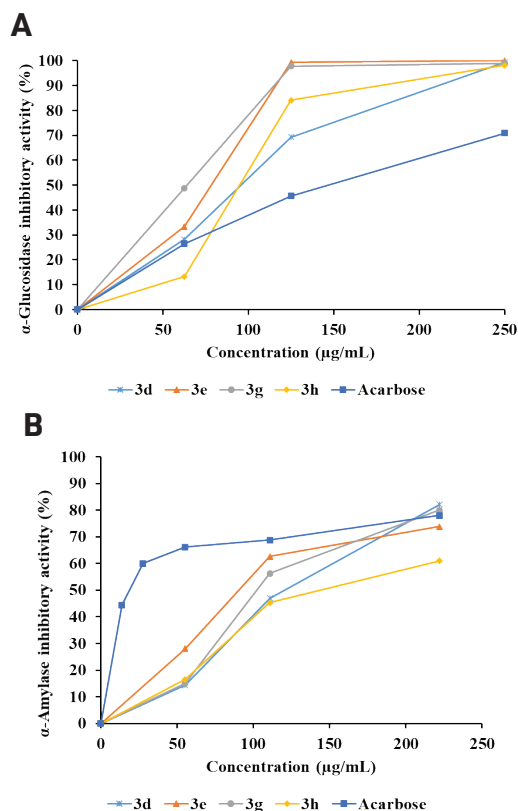 A
α-Glucosidase inhibitory activity (%)
100
90
80
70
60
50
40
30
20
10
0
0 50 100 150 200 250
Concentration (µg/mL)
3d 3e 3g 3h Acarbose
B
α-Amylase inhibitory activity (%)
100
90
80
70
60
50
40
30
20
10
0
0 50 100 150 200 250
Concentration (µg/mL)
3d 3e 3g 3h Acarbose